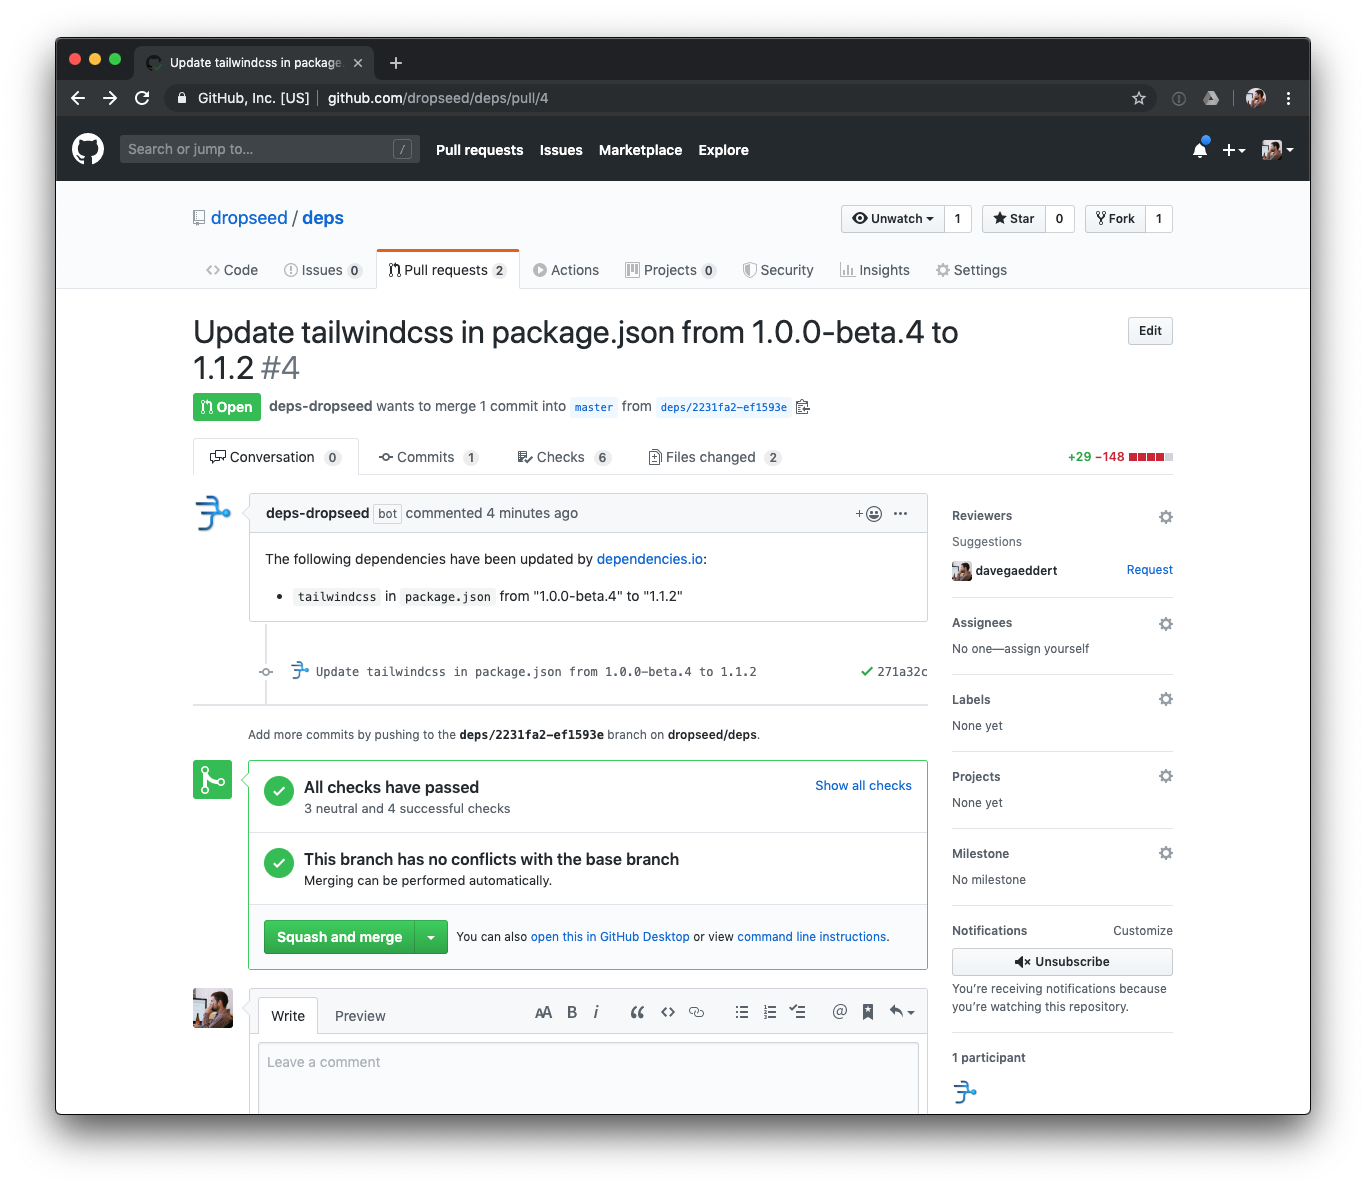 Update tailwindcss in package.
GitHub, Inc. [US] github.com/dropseed/deps/pull/4
Search or jump to... / Pull requests Issues Marketplace Explore
dropseed / deps Unwatch 1 Star 0 Fork 1
Code Issues 0 Pull requests 2 Actions Projects 0 Security Insights Settings
Update tailwindcss in package.json from 1.0.0-beta.4 to
1.1.2 #4
Edit
Open deps-dropseed wants to merge 1 commit into master from deps/2231fa2-ef1593e
Conversation 0 Commits 1 Checks 6 Files changed 2 +29 −148
deps-dropseed bot commented 4 minutes ago
The following dependencies have been updated by dependencies.io:
• tailwindcss in package.json from "1.0.0-beta.4" to "1.1.2"
Update tailwindcss in package.json from 1.0.0-beta.4 to 1.1.2 271a32c
Add more commits by pushing to the deps/2231fa2-ef1593e branch on dropseed/deps.
All checks have passed
3 neutral and 4 successful checks
Show all checks
This branch has no conflicts with the base branch
Merging can be performed automatically.
Squash and merge You can also open this in GitHub Desktop or view command line instructions.
Write Preview AA B i
Leave a comment
Reviewers
Suggestions
davegaeddert Request
Assignees
No one—assign yourself
Labels
None yet
Projects
None yet
Milestone
No milestone
Notifications Customize
Unsubscribe
You're receiving notifications because
you're watching this repository.
1 participant